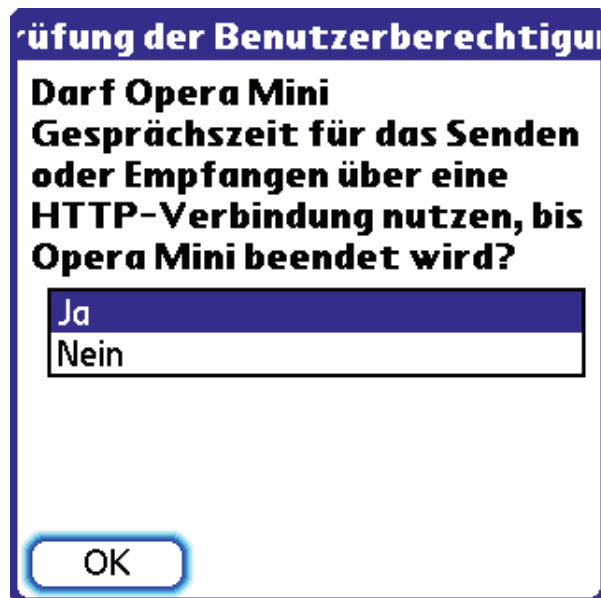 rüfung der Benutzerberechtigu
Darf Opera Mini
Gesprächszeit für das Senden
oder Empfangen über eine
HTTP-Verbindung nutzen, bis
Opera Mini beendet wird?
Ja
Nein
OK